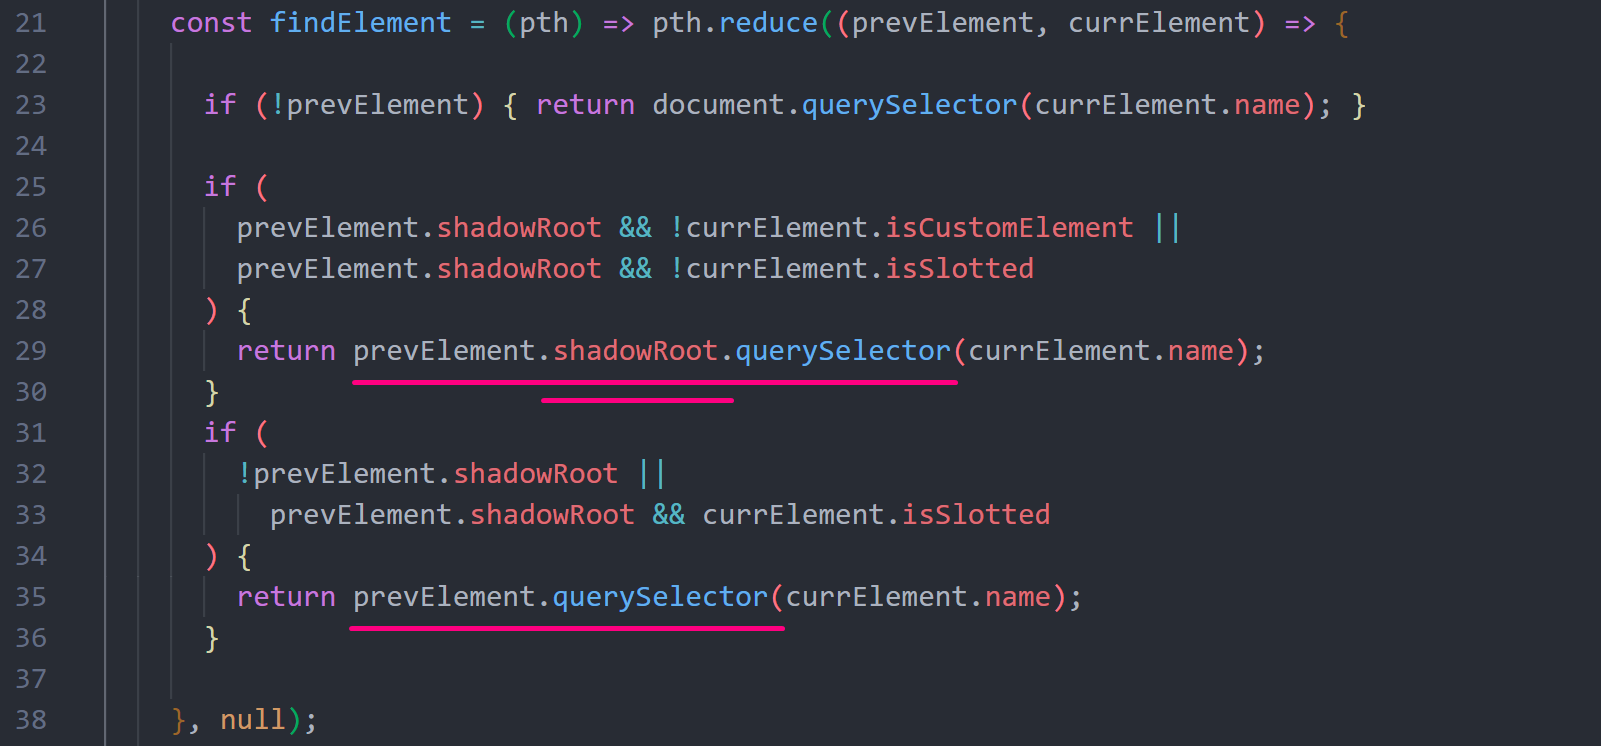 21 const findElement = (pth) => pth.reduce((prevElement, currElement) => {
22
23 if (!prevElement) { return document.querySelector(currElement.name); }
24
25 if (
26 prevElement.shadowRoot && !currElement.isCustomElement ||
27 prevElement.shadowRoot && !currElement.isSlotted
28 ) {
29 return prevElement.shadowRoot.querySelector(currElement.name);
30 }
31 if (
32 !prevElement.shadowRoot ||
33 prevElement.shadowRoot && currElement.isSlotted
34 ) {
35 return prevElement.querySelector(currElement.name);
36 }
37
38 }, null);